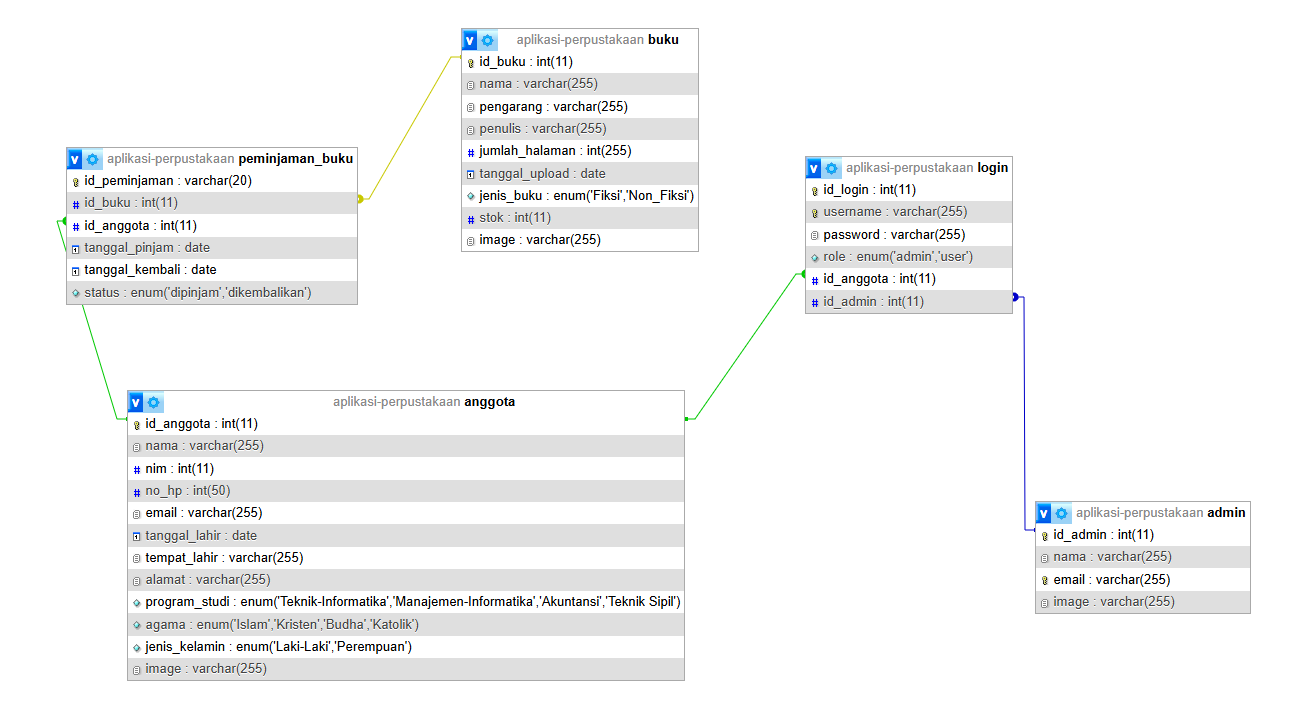 aplikasi-perpustakaan buku
id_buku : int(11)
nama : varchar(255)
pengarang : varchar(255)
penulis : varchar(255)
jumlah_halaman : int(255)
tanggal_upload : date
jenis_buku : enum('Fiksi','Non_Fiksi')
stok : int(11)
image : varchar(255)
aplikasi-perpustakaan peminjaman_buku
id_peminjaman : varchar(20)
id_buku : int(11)
id_anggota : int(11)
tanggal_pinjam : date
tanggal_kembali : date
status : enum('dipinjam','dikembalikan')
aplikasi-perpustakaan login
id_login : int(11)
username : varchar(255)
password : varchar(255)
role : enum('admin','user')
id_anggota : int(11)
id_admin : int(11)
aplikasi-perpustakaan anggota
id_anggota : int(11)
nama : varchar(255)
nim : int(11)
no_hp : int(50)
email : varchar(255)
tanggal_lahir : date
tempat_lahir : varchar(255)
alamat : varchar(255)
program_studi : enum('Teknik-Informatika','Manajemen-Informatika','Akuntansi','Teknik Sipil')
agama : enum('Islam','Kristen','Budha','Katolik')
jenis_kelamin : enum('Laki-Laki','Perempuan')
image : varchar(255)
aplikasi-perpustakaan admin
id_admin : int(11)
nama : varchar(255)
email : varchar(255)
image : varchar(255)